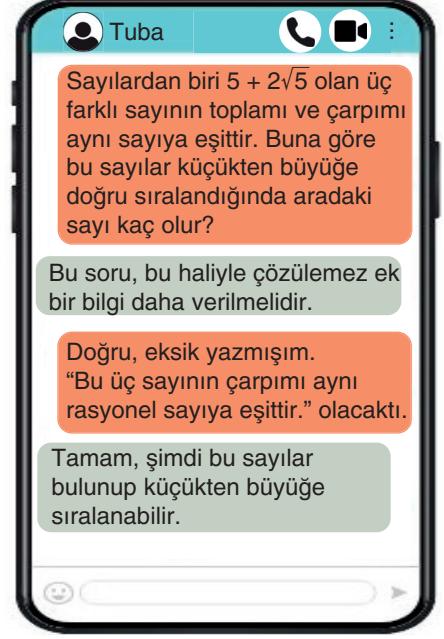 Tuba
Sayılardan biri 5 + 2√5 olan üç
farklı sayının toplamı ve çarpımı
aynı sayıya eşittir. Buna göre
bu sayılar küçükten büyüğe
doğru sıralandığında aradaki
sayı kaç olur?
Bu soru, bu haliyle çözülemez ek
bir bilgi daha verilmelidir.
Doğru, eksik yazmışım.
“Bu üç sayının çarpımı aynı
rasyonel sayıya eşittir.” olacaktı.
Tamam, şimdi bu sayılar
bulunup küçükten büyüğe
sıralanabilir.